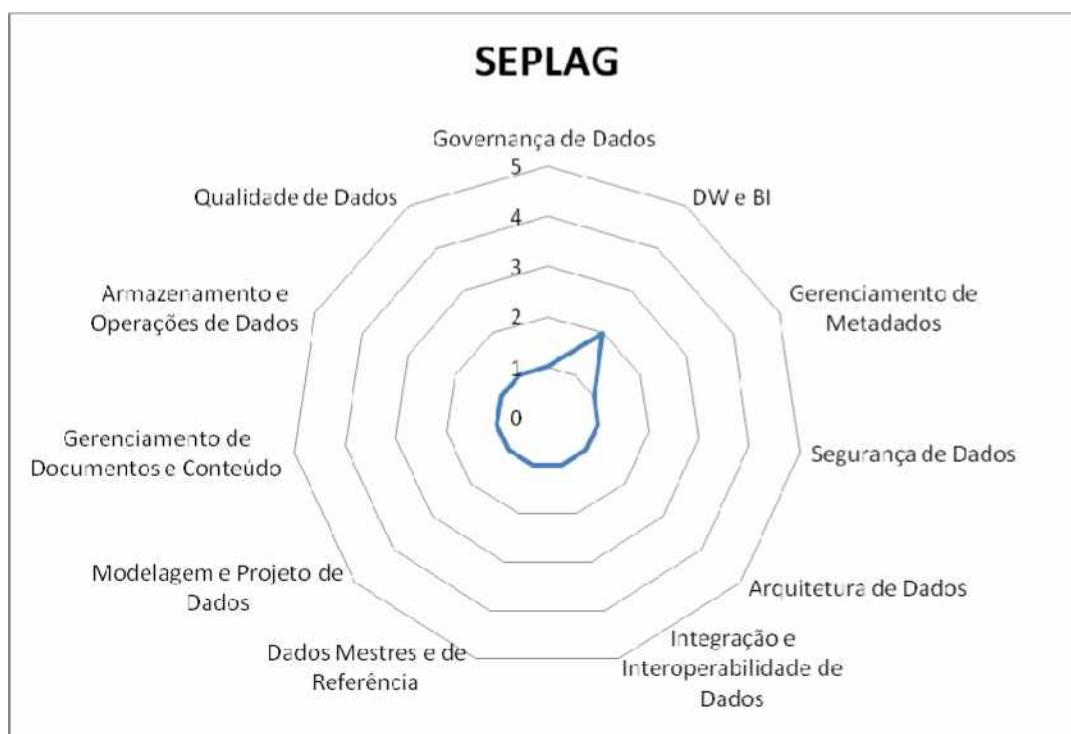 SEPLAG
Governança de Dados
5
Qualidade de Dados
DW e BI
4
3
Armazenamento e
Operações de Dados
Gerenciamento de
Metadados
2
1
0
Gerenciamento de
Documentos e Conteúdo
Segurança de Dados
Modelagem e Projeto de
Dados
Arquitetura de Dados
Dados Mestres e de
Referência
Integração e
Interoperabilidade de
Dados